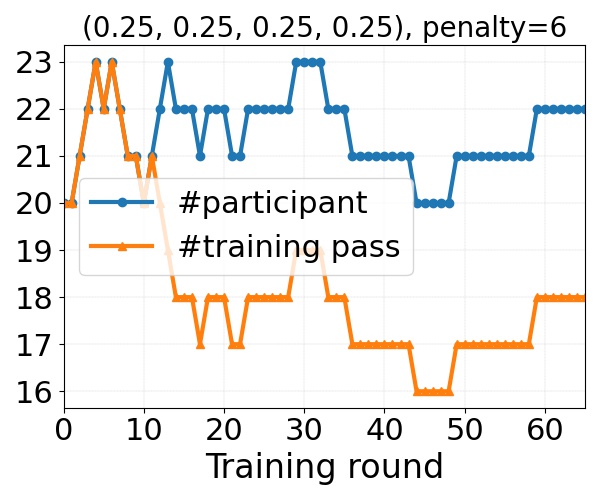 (0.25, 0.25, 0.25, 0.25), penalty=6
23
22
21
20
19
18
17
16
#participant
#training pass
0 10 20 30 40 50 60
Training round